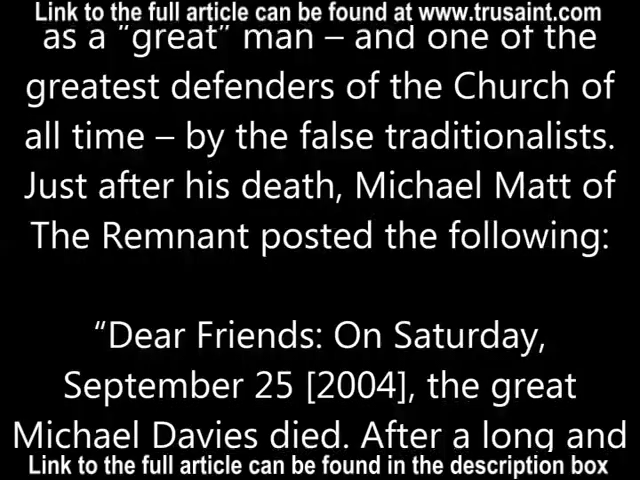 Link to the full article can be found at www.trusaint.com
as a “great” man – and one of the
greatest defenders of the Church of
all time – by the false traditionalists.
Just after his death, Michael Matt of
The Remnant posted the following:
“Dear Friends: On Saturday,
September 25 [2004], the great
Michael Davies died. After a long and
Link to the full article can be found in the description box